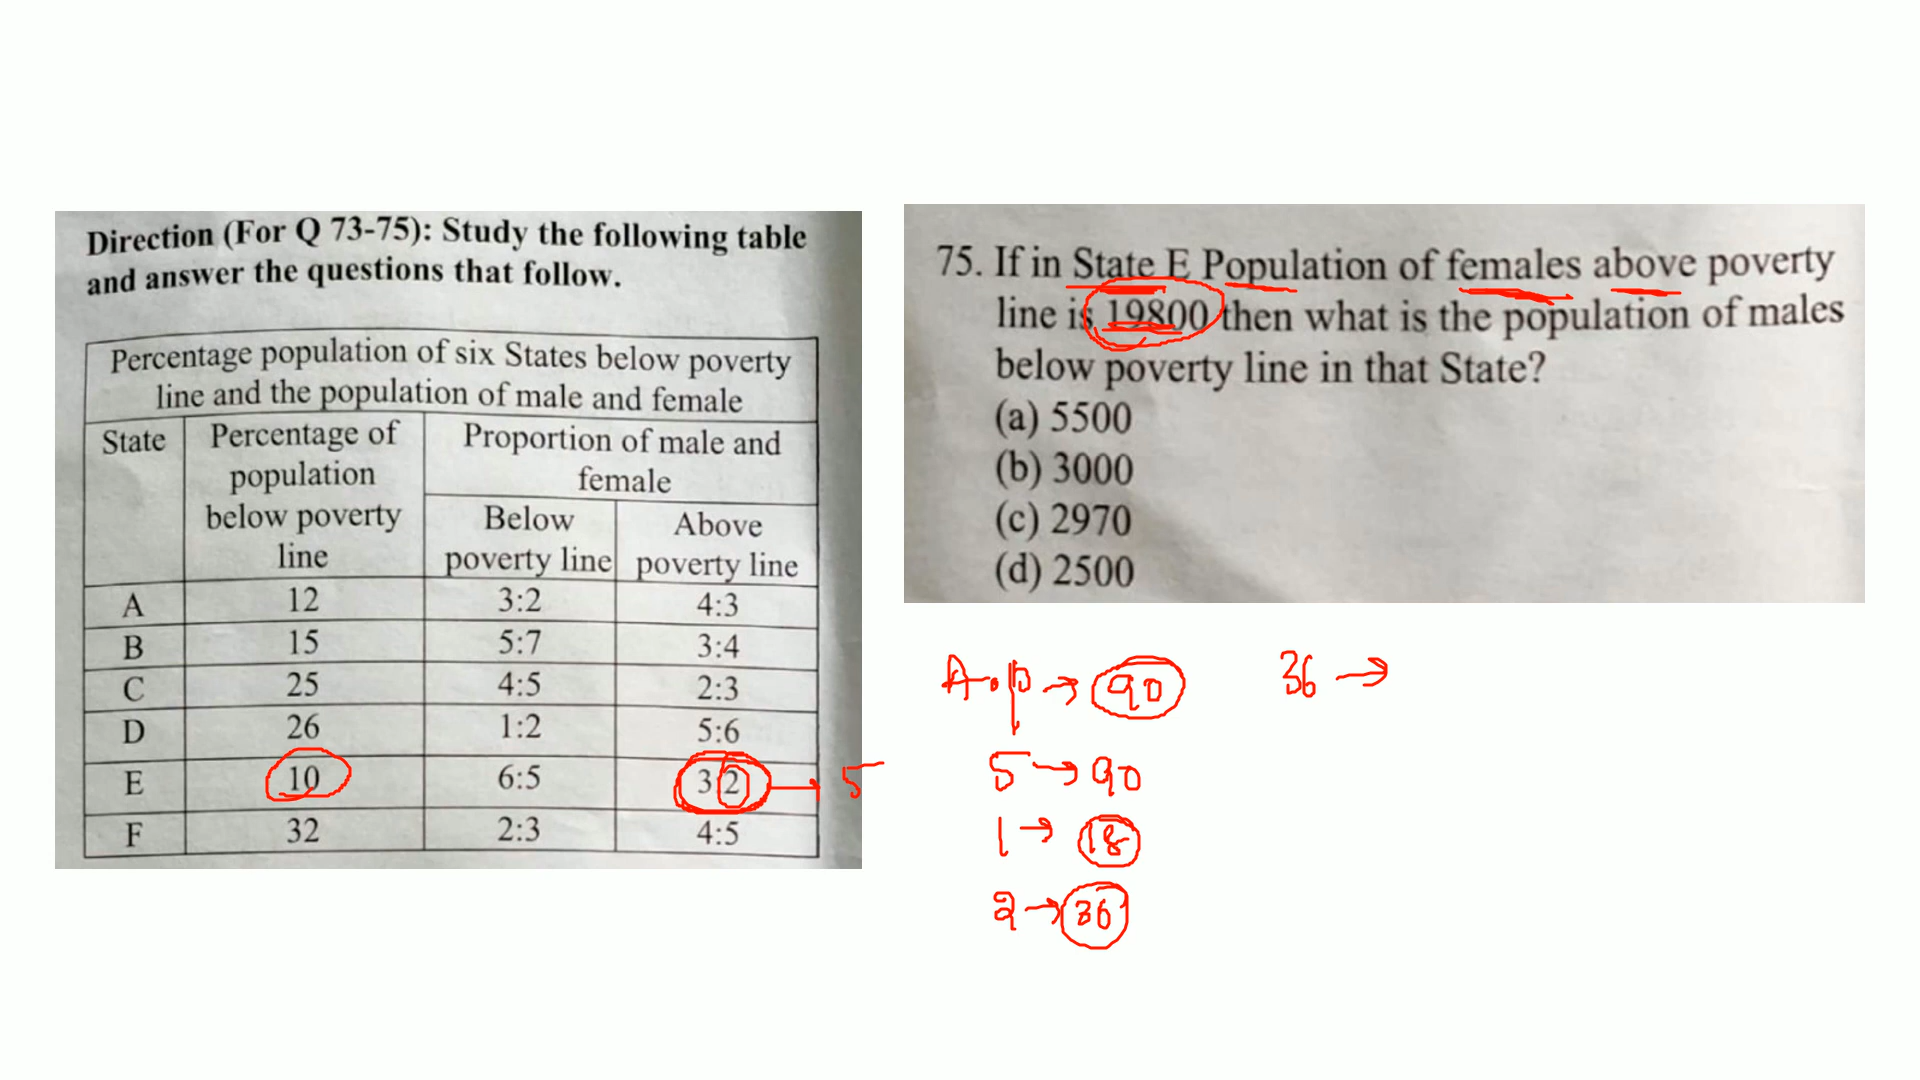 Direction (For Q 73-75): Study the following table
and answer the questions that follow.
Percentage population of six States below poverty
line and the population of male and female
State Percentage of population below poverty line Proportion of male and female
Below poverty line Above poverty line
A 12 3:2 4:3
B 15 5:7 3:4
C 25 4:5 2:3
D 26 1:2 5:6
E 10 6:5 3:2 → 5
F 32 2:3 4:5
75. If in State E Population of females above poverty
line is 19800 then what is the population of males
below poverty line in that State?
(a) 5500
(b) 3000
(c) 2970
(d) 2500
A.p → 90 36 →
5 → 90
1 → 18
2 → 36